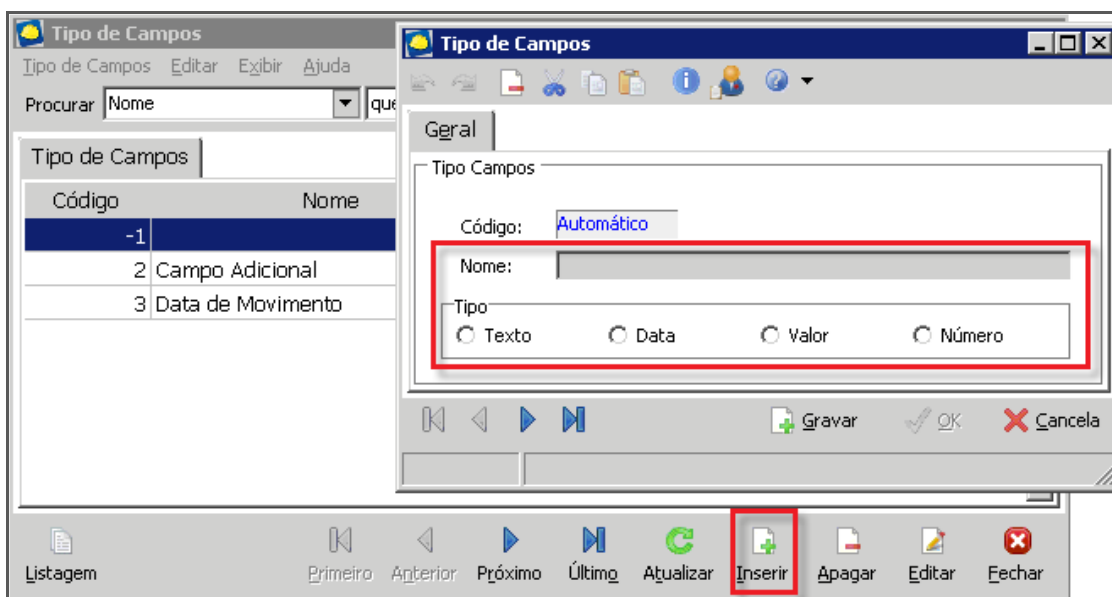 Tipo de Campos
Tipo de Campos Editar Exibir Ajuda
Procurar Nome
Tipo de Campos
Código Nome
-1
2 Campo Adicional
3 Data de Movimento
Tipo de Campos
Geral
Tipo Campos
Código: Automático
Nome:
Tipo
Texto Data Valor Número
Gravar OK Cancela
Listagem Primeiro Anterior Próximo Último Atualizar Inserir Apagar Editar Fechar